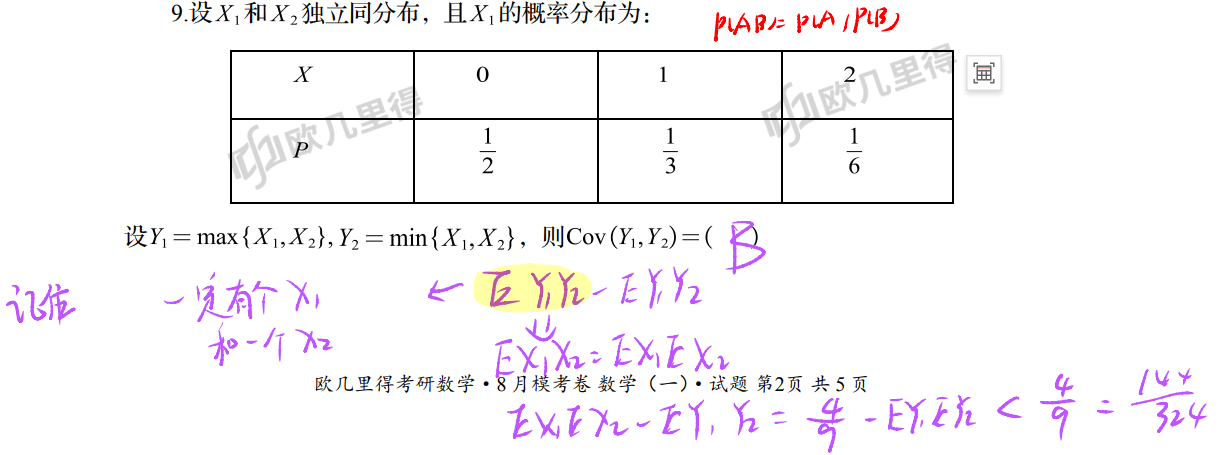 9.设X₁和X₂独立同分布，且X₁的概率分布为： P(AB)=P(A)P(B)
X 0 1 2
P 1/2 1/3 1/6
欧几里得 欧几里得
设Y₁=max{X₁,X₂},Y₂=min{X₁,X₂}，则Cov(Y₁,Y₂)=( B )
记住 一定有个X₁ ← EY₁Y₂-EY₁Y₂
和一个X₂ EX₁X₂=EX₁EX₂
欧几里得考研数学·8月模考卷 数学（一）·试题 第2页 共5页
EX₁EX₂-EY₁Y₂=4/9-EY₁EY₂<4/9=144/324